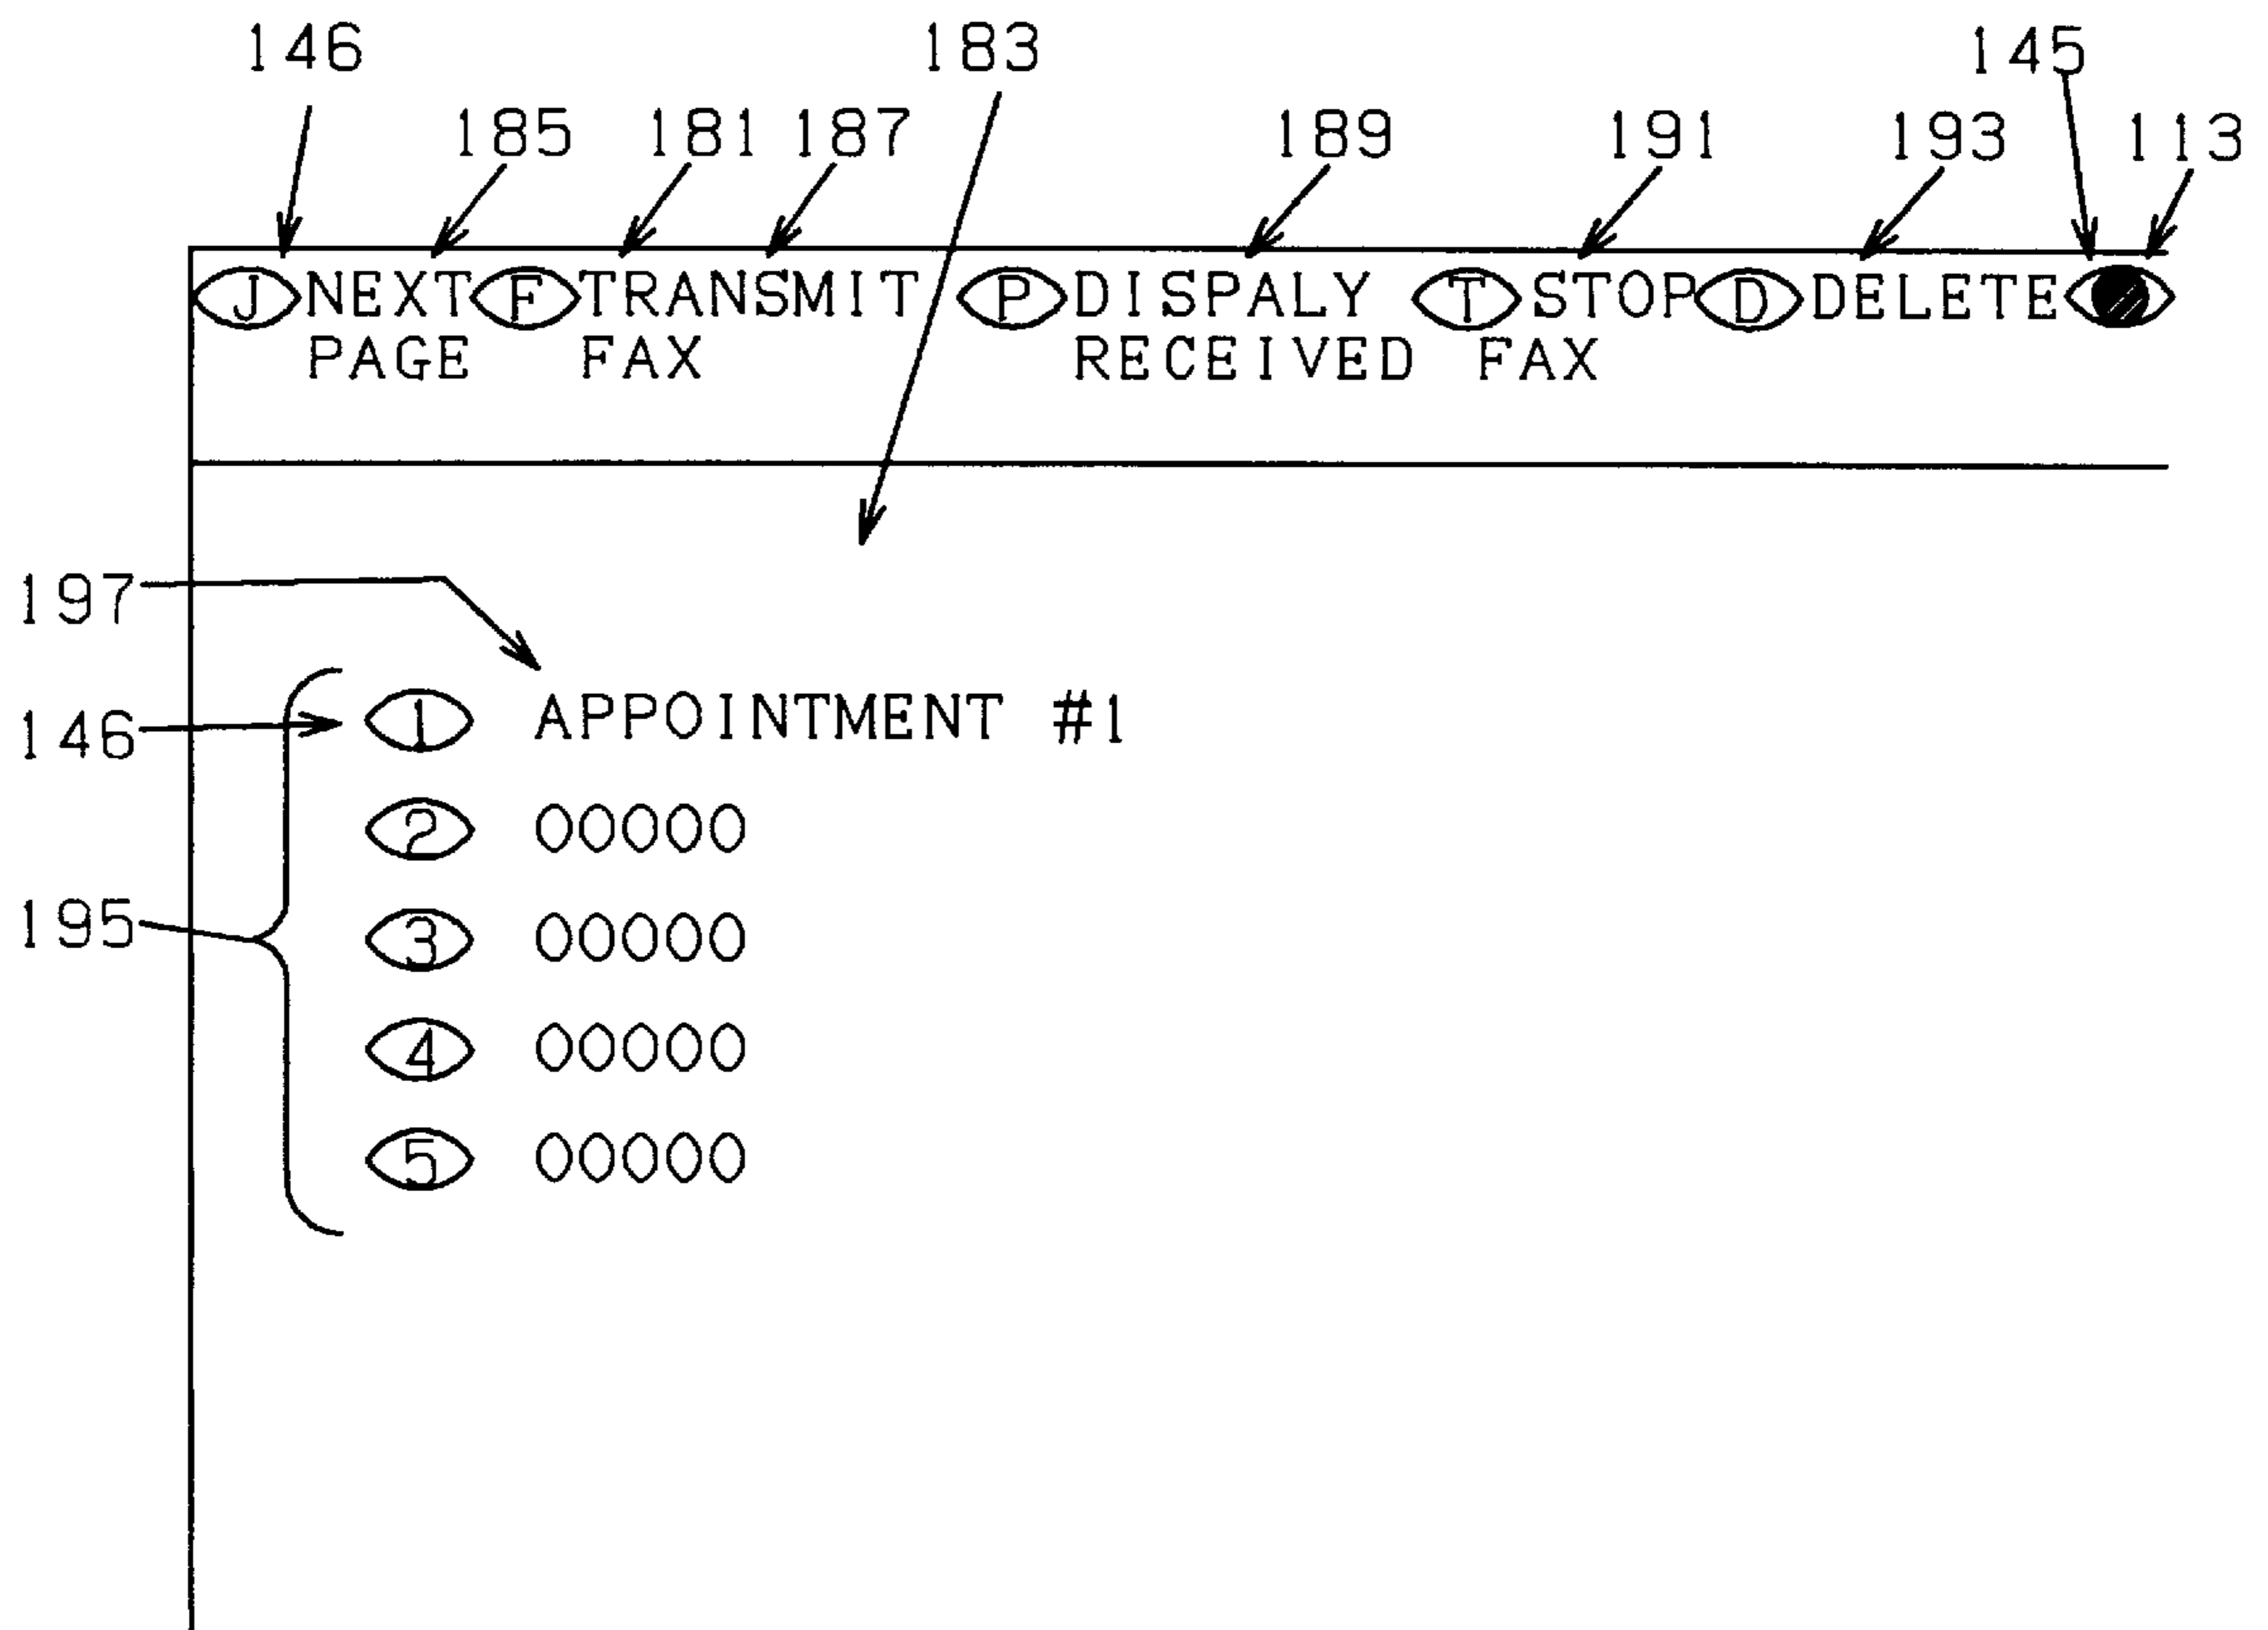 146 183 145
185 181 187 189 191 193 113
J NEXT F TRANSMIT P DISPALY T STOP D DELETE
PAGE FAX RECEIVED FAX
197
146 1 APPOINTMENT #1
2 00000
195 3 00000
4 00000
5 00000